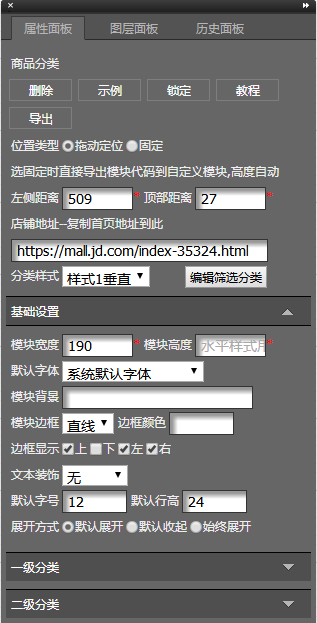 属性面板 图层面板 历史面板
商品分类
删除 示例 锁定 教程
导出
位置类型 拖动定位 固定
选固定时直接导出模块代码到自定义模块,高度自动
左侧距离 509 * 顶部距离 27 *
店铺地址--复制首页地址到此
https://mall.jd.com/index-35324.html
分类样式 样式1垂直 编辑筛选分类
基础设置
模块宽度 190 * 模块高度 水平样式用 *
默认字体 系统默认字体
模块背景
模块边框 直线 边框颜色
边框显示 上 下 左 右
文本装饰 无
默认字号 12 默认行高 24
展开方式 默认展开 默认收起 始终展开
一级分类
二级分类